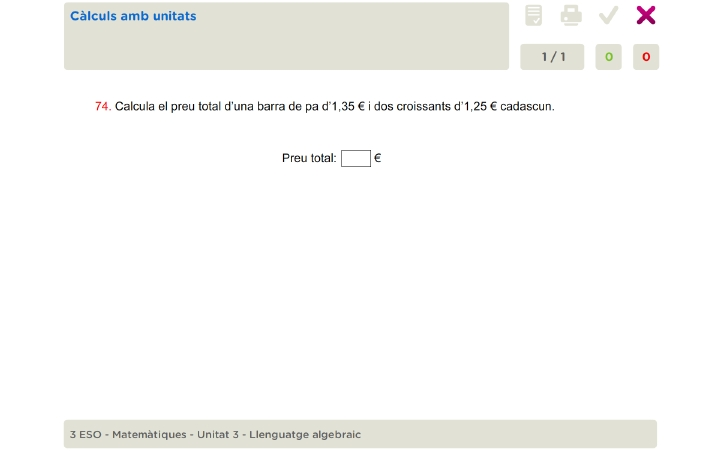 Càlculs amb unitats
1 / 1
0
0
74. Calcula el preu total d'una barra de pa d'1,35 € i dos croissants d'1,25 € cadascun.
Preu total: €
3 ESO - Matemàtiques - Unitat 3 - Llenguatge algebraic